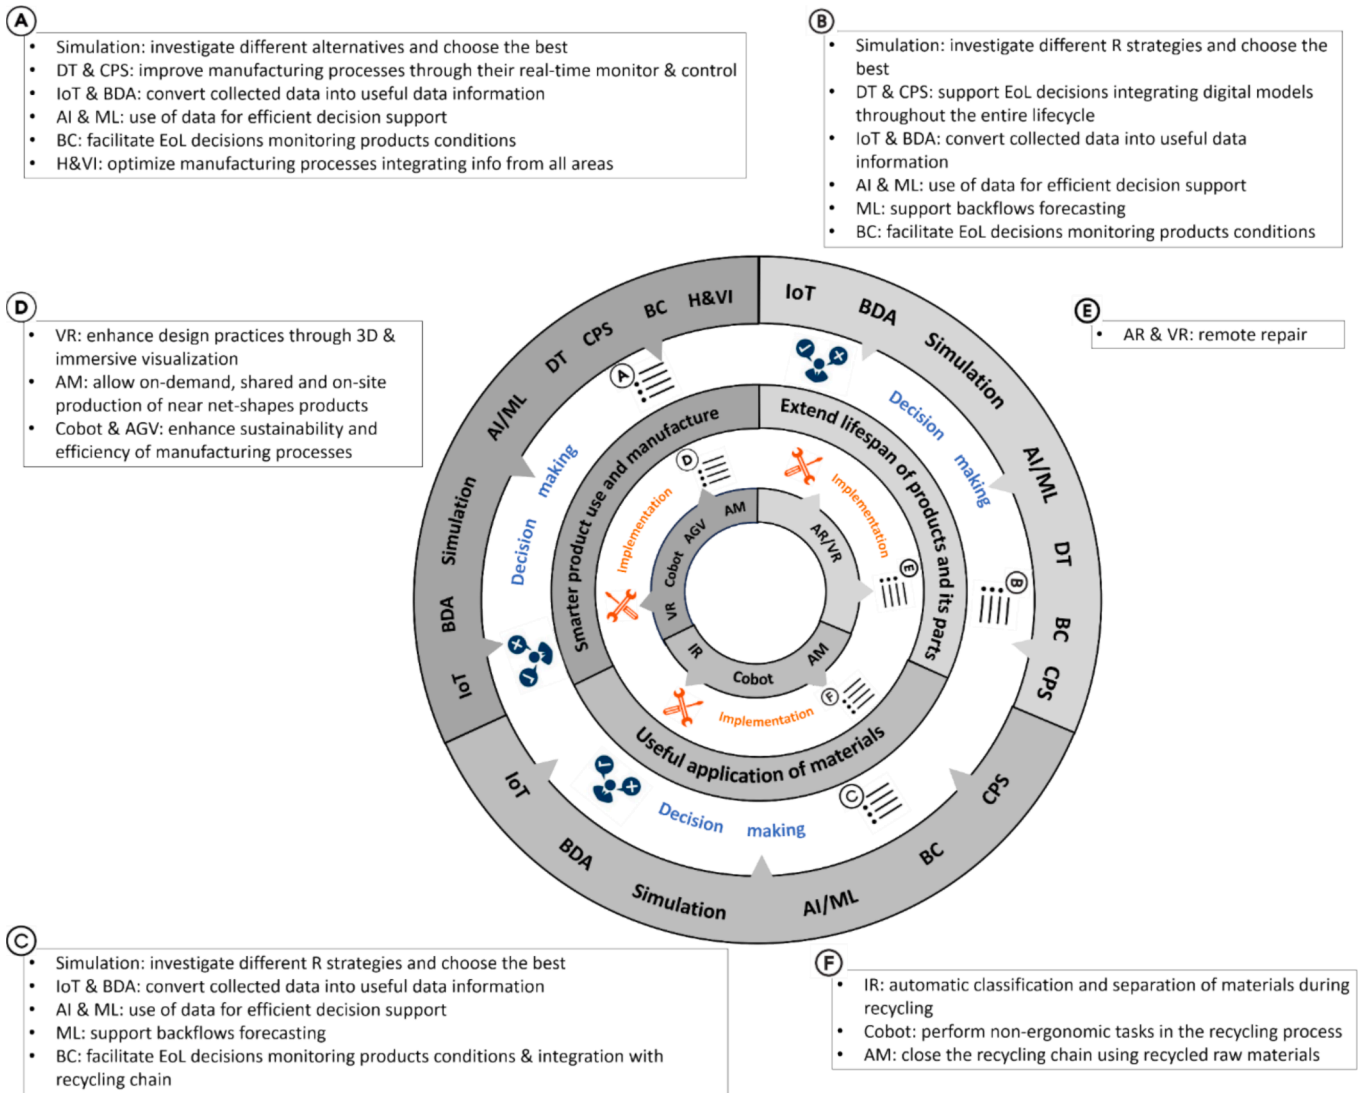 A
• Simulation: investigate different alternatives and choose the best
• DT & CPS: improve manufacturing processes through their real-time monitor & control
• IoT & BDA: convert collected data into useful data information
• AI & ML: use of data for efficient decision support
• BC: facilitate EoL decisions monitoring products conditions
• H&VI: optimize manufacturing processes integrating info from all areas
B
• Simulation: investigate different R strategies and choose the
best
• DT & CPS: support EoL decisions integrating digital models
throughout the entire lifecycle
• IoT & BDA: convert collected data into useful data
information
• AI & ML: use of data for efficient decision support
• ML: support backflows forecasting
• BC: facilitate EoL decisions monitoring products conditions
D
• VR: enhance design practices through 3D &
immersive visualization
• AM: allow on-demand, shared and on-site
production of near net-shapes products
• Cobot & AGV: enhance sustainability and
efficiency of manufacturing processes
E
• AR & VR: remote repair
IoT
BDA
Simulation
AI/ML
DT
CPS
BC
H&VI
IoT
BDA
Simulation
AI/ML
DT
BC
CPS
CPS
BC
AI/ML
Simulation
BDA
IoT
A
Decision making
Decision making
B
Decision making
C
Smarter product use and manufacture
Extend lifespan of products and its parts
Useful application of materials
D
Implementation
Implementation
E
Implementation
F
VR
Cobot
AGV
AM
AR/VR
AM
Cobot
IR
C
• Simulation: investigate different R strategies and choose the best
• IoT & BDA: convert collected data into useful data information
• AI & ML: use of data for efficient decision support
• ML: support backflows forecasting
• BC: facilitate EoL decisions monitoring products conditions & integration with
recycling chain
F
• IR: automatic classification and separation of materials during
recycling
• Cobot: perform non-ergonomic tasks in the recycling process
• AM: close the recycling chain using recycled raw materials